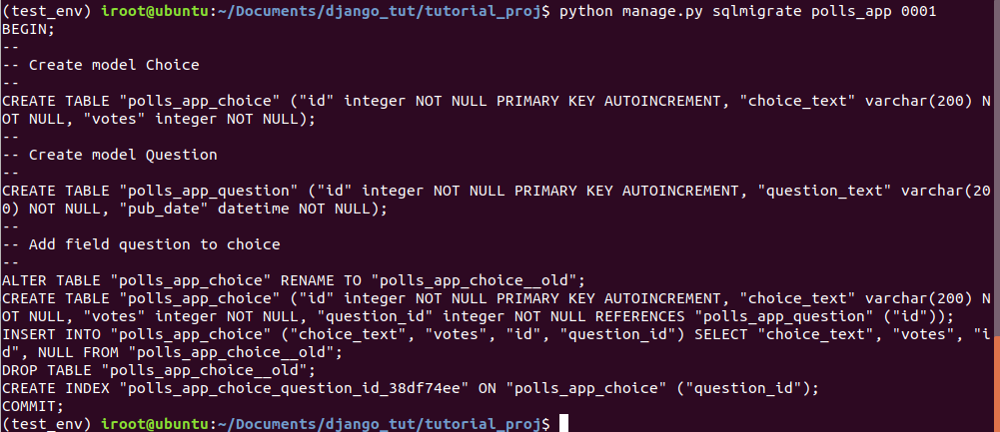 (test_env) iroot@ubuntu:~/Documents/django_tut/tutorial_proj$ python manage.py sqlmigrate polls_app 0001
BEGIN;
--
-- Create model Choice
--
CREATE TABLE "polls_app_choice" ("id" integer NOT NULL PRIMARY KEY AUTOINCREMENT, "choice_text" varchar(200) N
OT NULL, "votes" integer NOT NULL);
--
-- Create model Question
--
CREATE TABLE "polls_app_question" ("id" integer NOT NULL PRIMARY KEY AUTOINCREMENT, "question_text" varchar(20
0) NOT NULL, "pub_date" datetime NOT NULL);
--
-- Add field question to choice
--
ALTER TABLE "polls_app_choice" RENAME TO "polls_app_choice__old";
CREATE TABLE "polls_app_choice" ("id" integer NOT NULL PRIMARY KEY AUTOINCREMENT, "choice_text" varchar(200) N
OT NULL, "votes" integer NOT NULL, "question_id" integer NOT NULL REFERENCES "polls_app_question" ("id"));
INSERT INTO "polls_app_choice" ("choice_text", "votes", "id", "question_id") SELECT "choice_text", "votes", "i
d", NULL FROM "polls_app_choice__old";
DROP TABLE "polls_app_choice__old";
CREATE INDEX "polls_app_choice_question_id_38df74ee" ON "polls_app_choice" ("question_id");
COMMIT;
(test_env) iroot@ubuntu:~/Documents/django_tut/tutorial_proj$